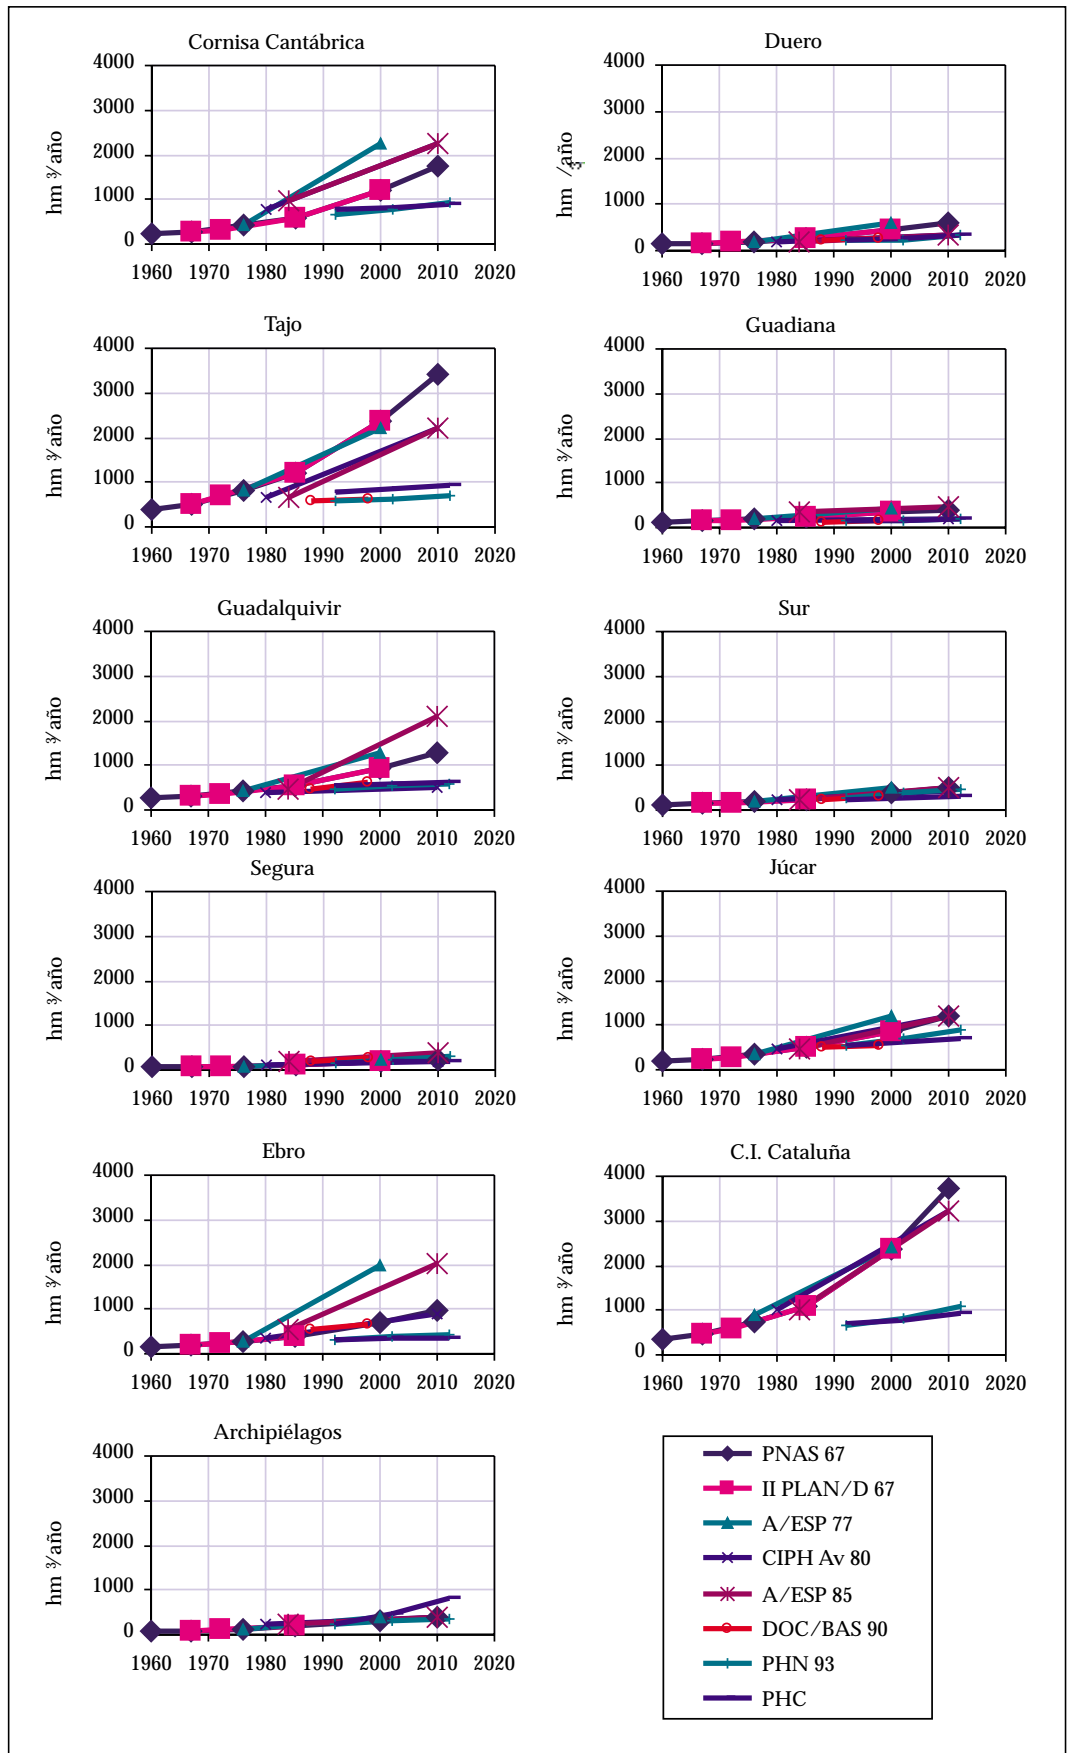 Cornisa Cantábrica
hm ³/año
4000
3000
2000
1000
0
1960 1970 1980 1990 2000 2010 2020
Duero
hm ³/año
4000
3000
2000
1000
0
1960 1970 1980 1990 2000 2010 2020
Tajo
hm ³/año
4000
3000
2000
1000
0
1960 1970 1980 1990 2000 2010 2020
Guadiana
hm ³/año
4000
3000
2000
1000
0
1960 1970 1980 1990 2000 2010 2020
Guadalquivir
hm ³/año
4000
3000
2000
1000
0
1960 1970 1980 1990 2000 2010 2020
Sur
hm ³/año
4000
3000
2000
1000
0
1960 1970 1980 1990 2000 2010 2020
Segura
hm ³/año
4000
3000
2000
1000
0
1960 1970 1980 1990 2000 2010 2020
Júcar
hm ³/año
4000
3000
2000
1000
0
1960 1970 1980 1990 2000 2010 2020
Ebro
hm ³/año
4000
3000
2000
1000
0
1960 1970 1980 1990 2000 2010 2020
C.I. Cataluña
hm ³/año
4000
3000
2000
1000
0
1960 1970 1980 1990 2000 2010 2020
Archipiélagos
hm ³/año
4000
3000
2000
1000
0
1960 1970 1980 1990 2000 2010 2020
PNAS 67
II PLAN/D 67
A/ESP 77
CIPH Av 80
A/ESP 85
DOC/BAS 90
PHN 93
PHC